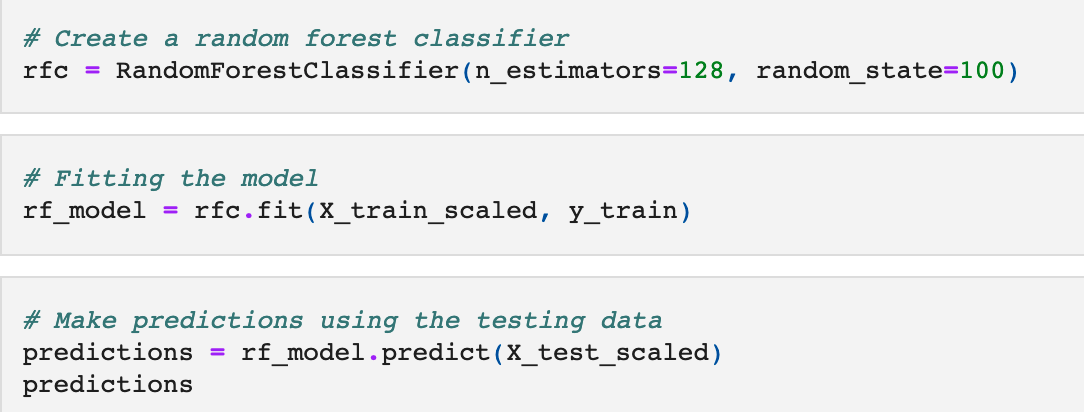 # Create a random forest classifier
rfc = RandomForestClassifier(n_estimators=128, random_state=100)
# Fitting the model
rf_model = rfc.fit(X_train_scaled, y_train)
# Make predictions using the testing data
predictions = rf_model.predict(X_test_scaled)
predictions